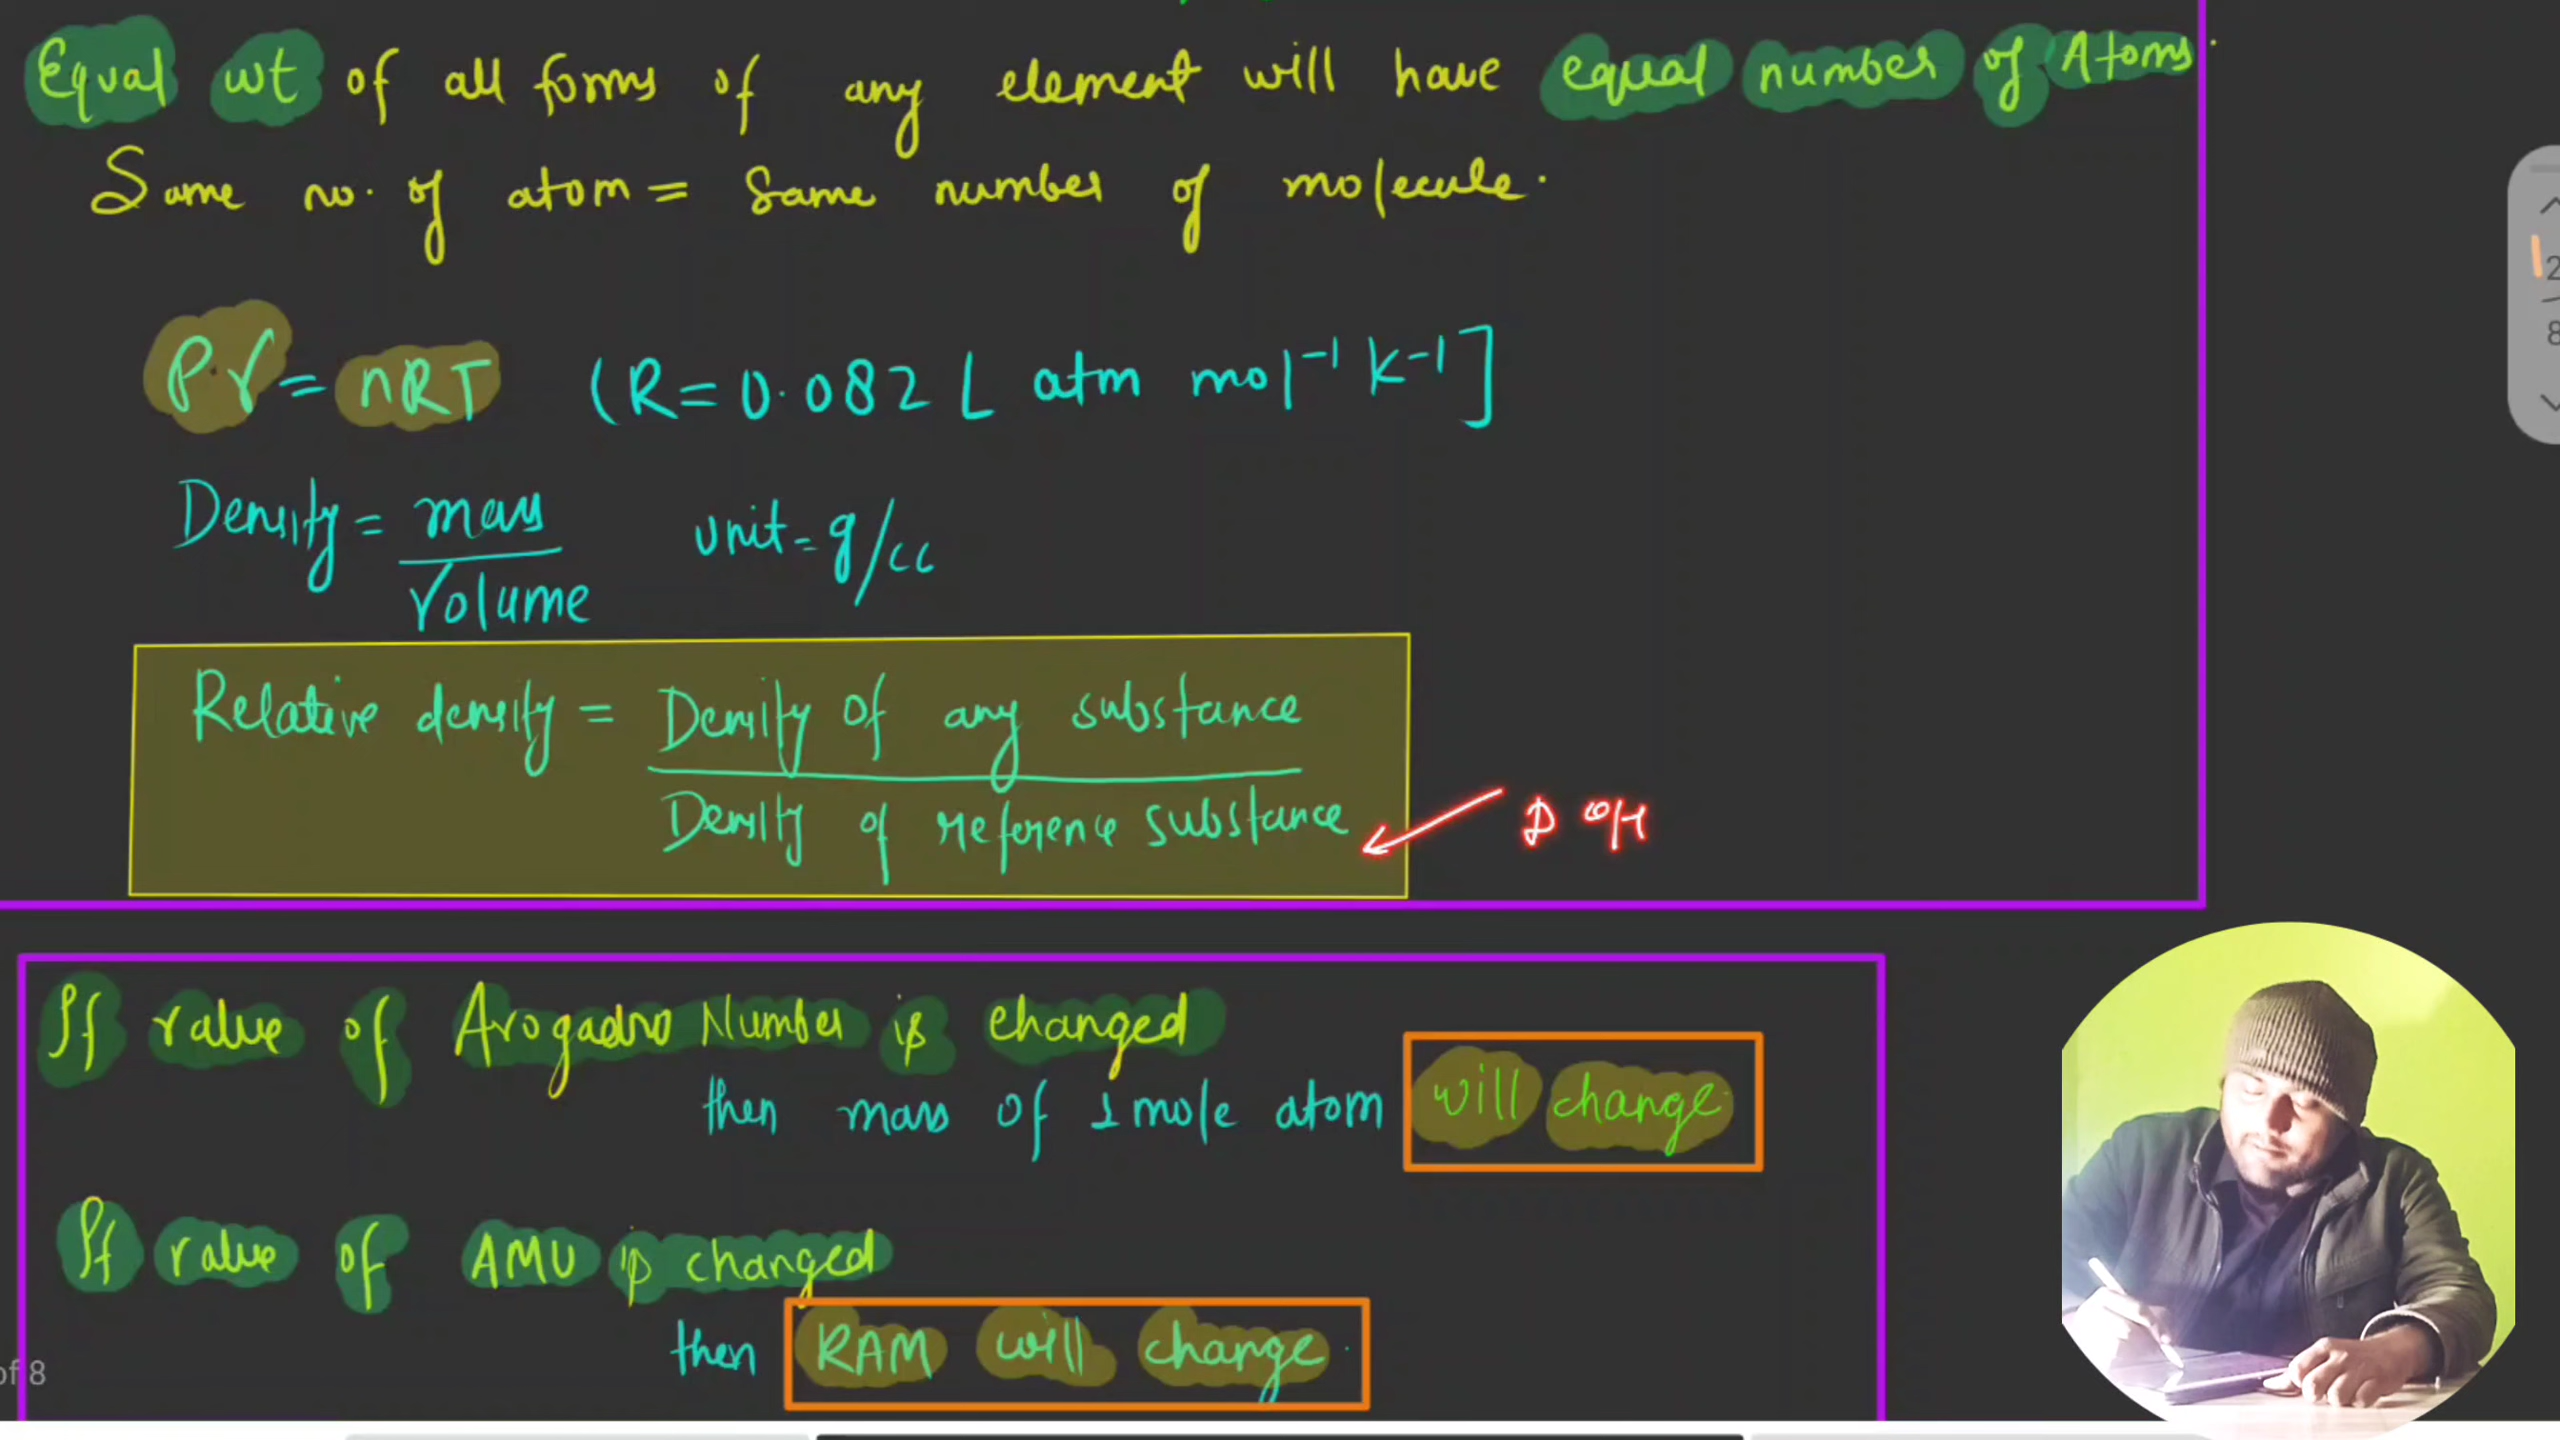 Equal wt of all forms of any element will have equal number of Atoms.
Same no. of atom = Same number of molecule.
P.V = nRT (R = 0.082 L atm mol⁻¹ K⁻¹]
Density = mass / Volume unit = g/cc
Relative density = Density of any substance / Density of reference substance
D of
If value of Avogadro Number is changed
then mass of 1 mole atom will change.
If value of AMU is changed
then RAM will change.
of 8
2
8